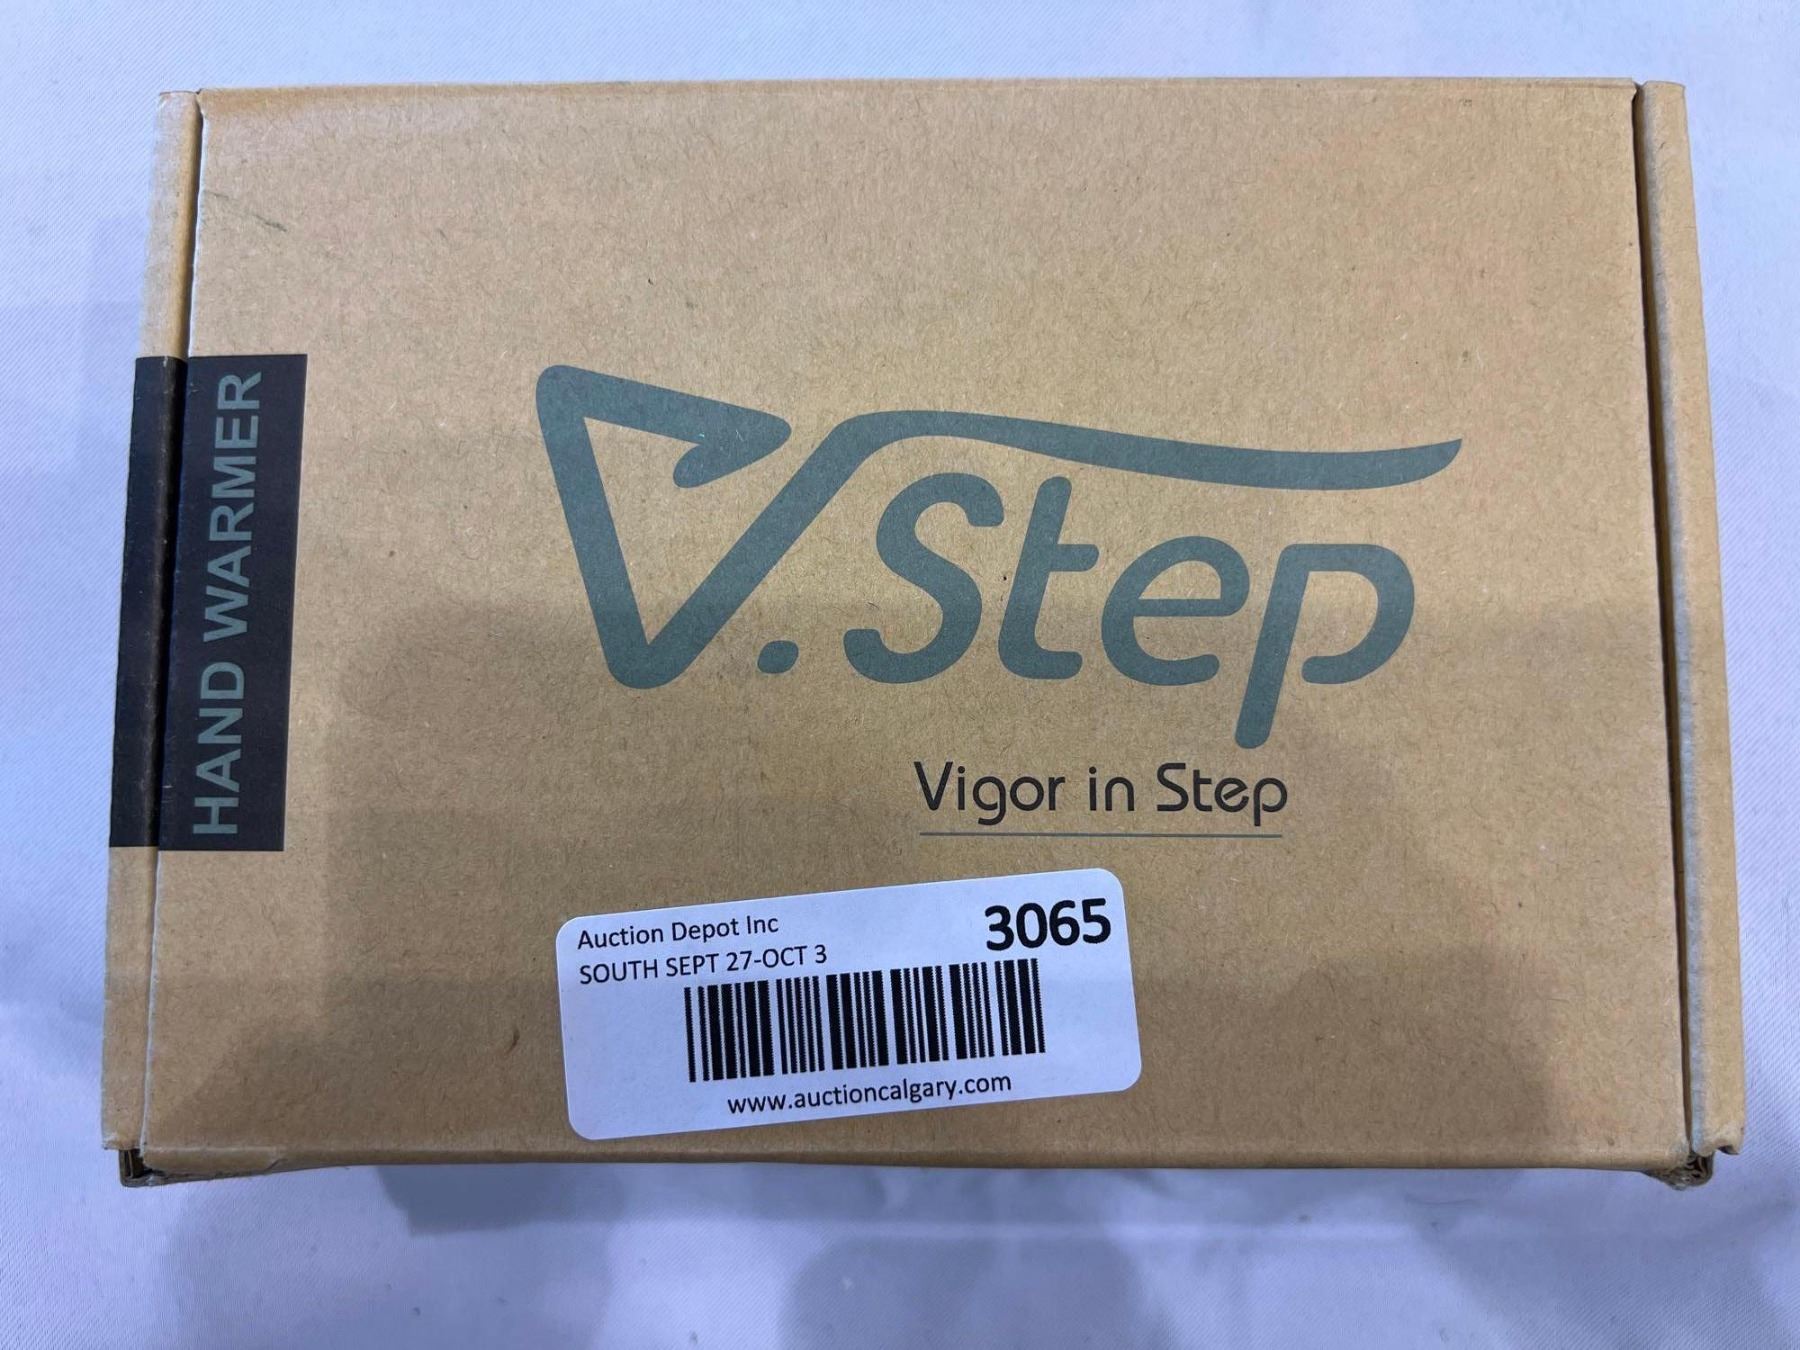 HAND WARMER
V.Step
Vigor in Step
Auction Depot Inc
3065
SOUTH SEPT 27-OCT 3
www.auctioncalgary.com